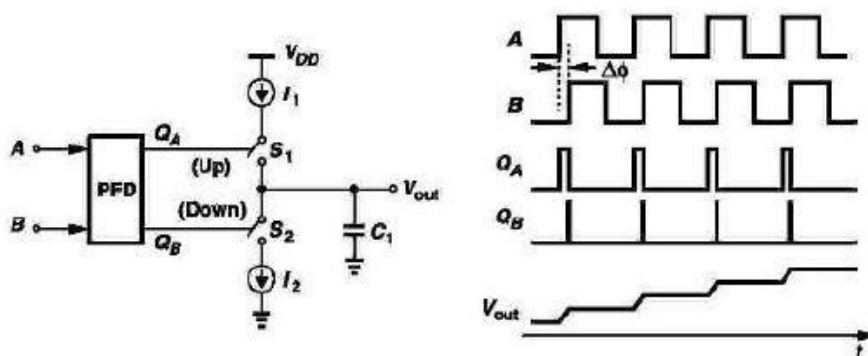 V_DD
I_1
A
Q_A
S_1
(Up)
PFD
V_out
(Down)
B
Q_B
S_2
C_1
I_2
A
Δϕ
B
Q_A
Q_B
V_out
t